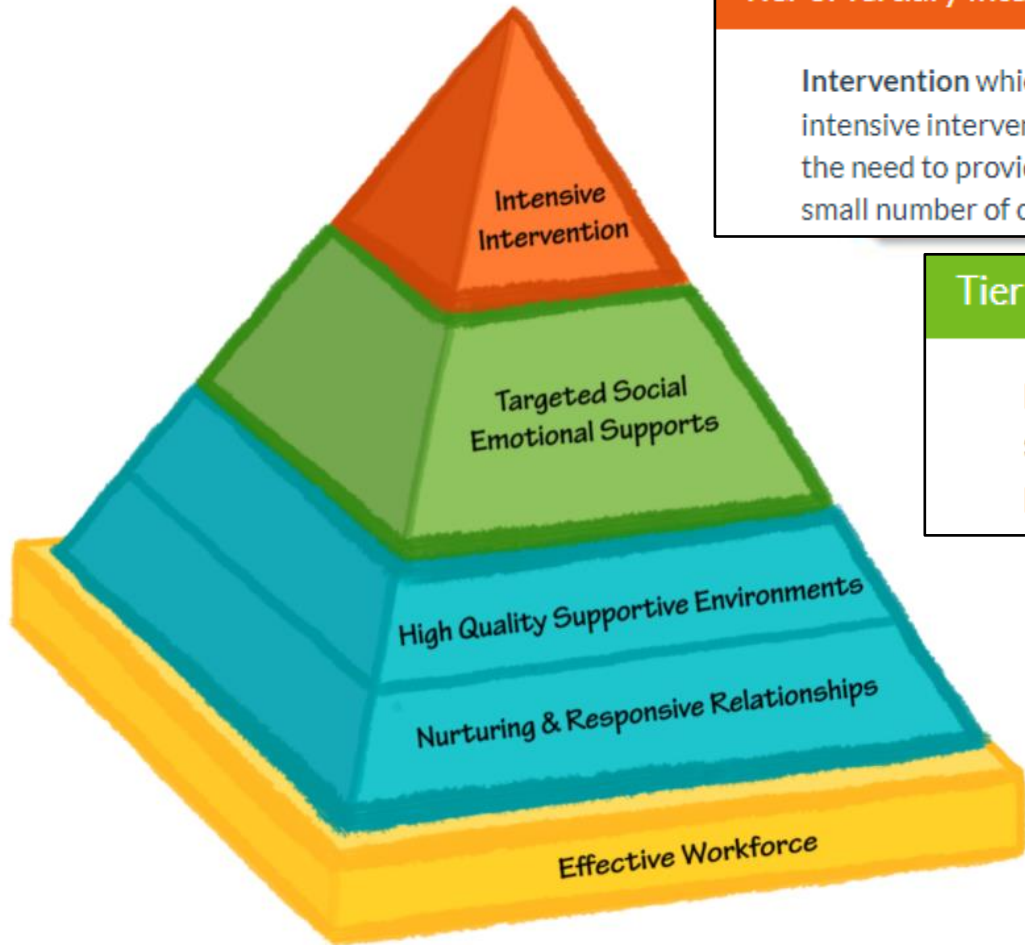 Intervention whi
intensive interve
the need to provi
small number of
Tier
Intensive
Intervention
Targeted Social
Emotional Supports
High Quality Supportive Environments
Nurturing & Responsive Relationships
Effective Workforce